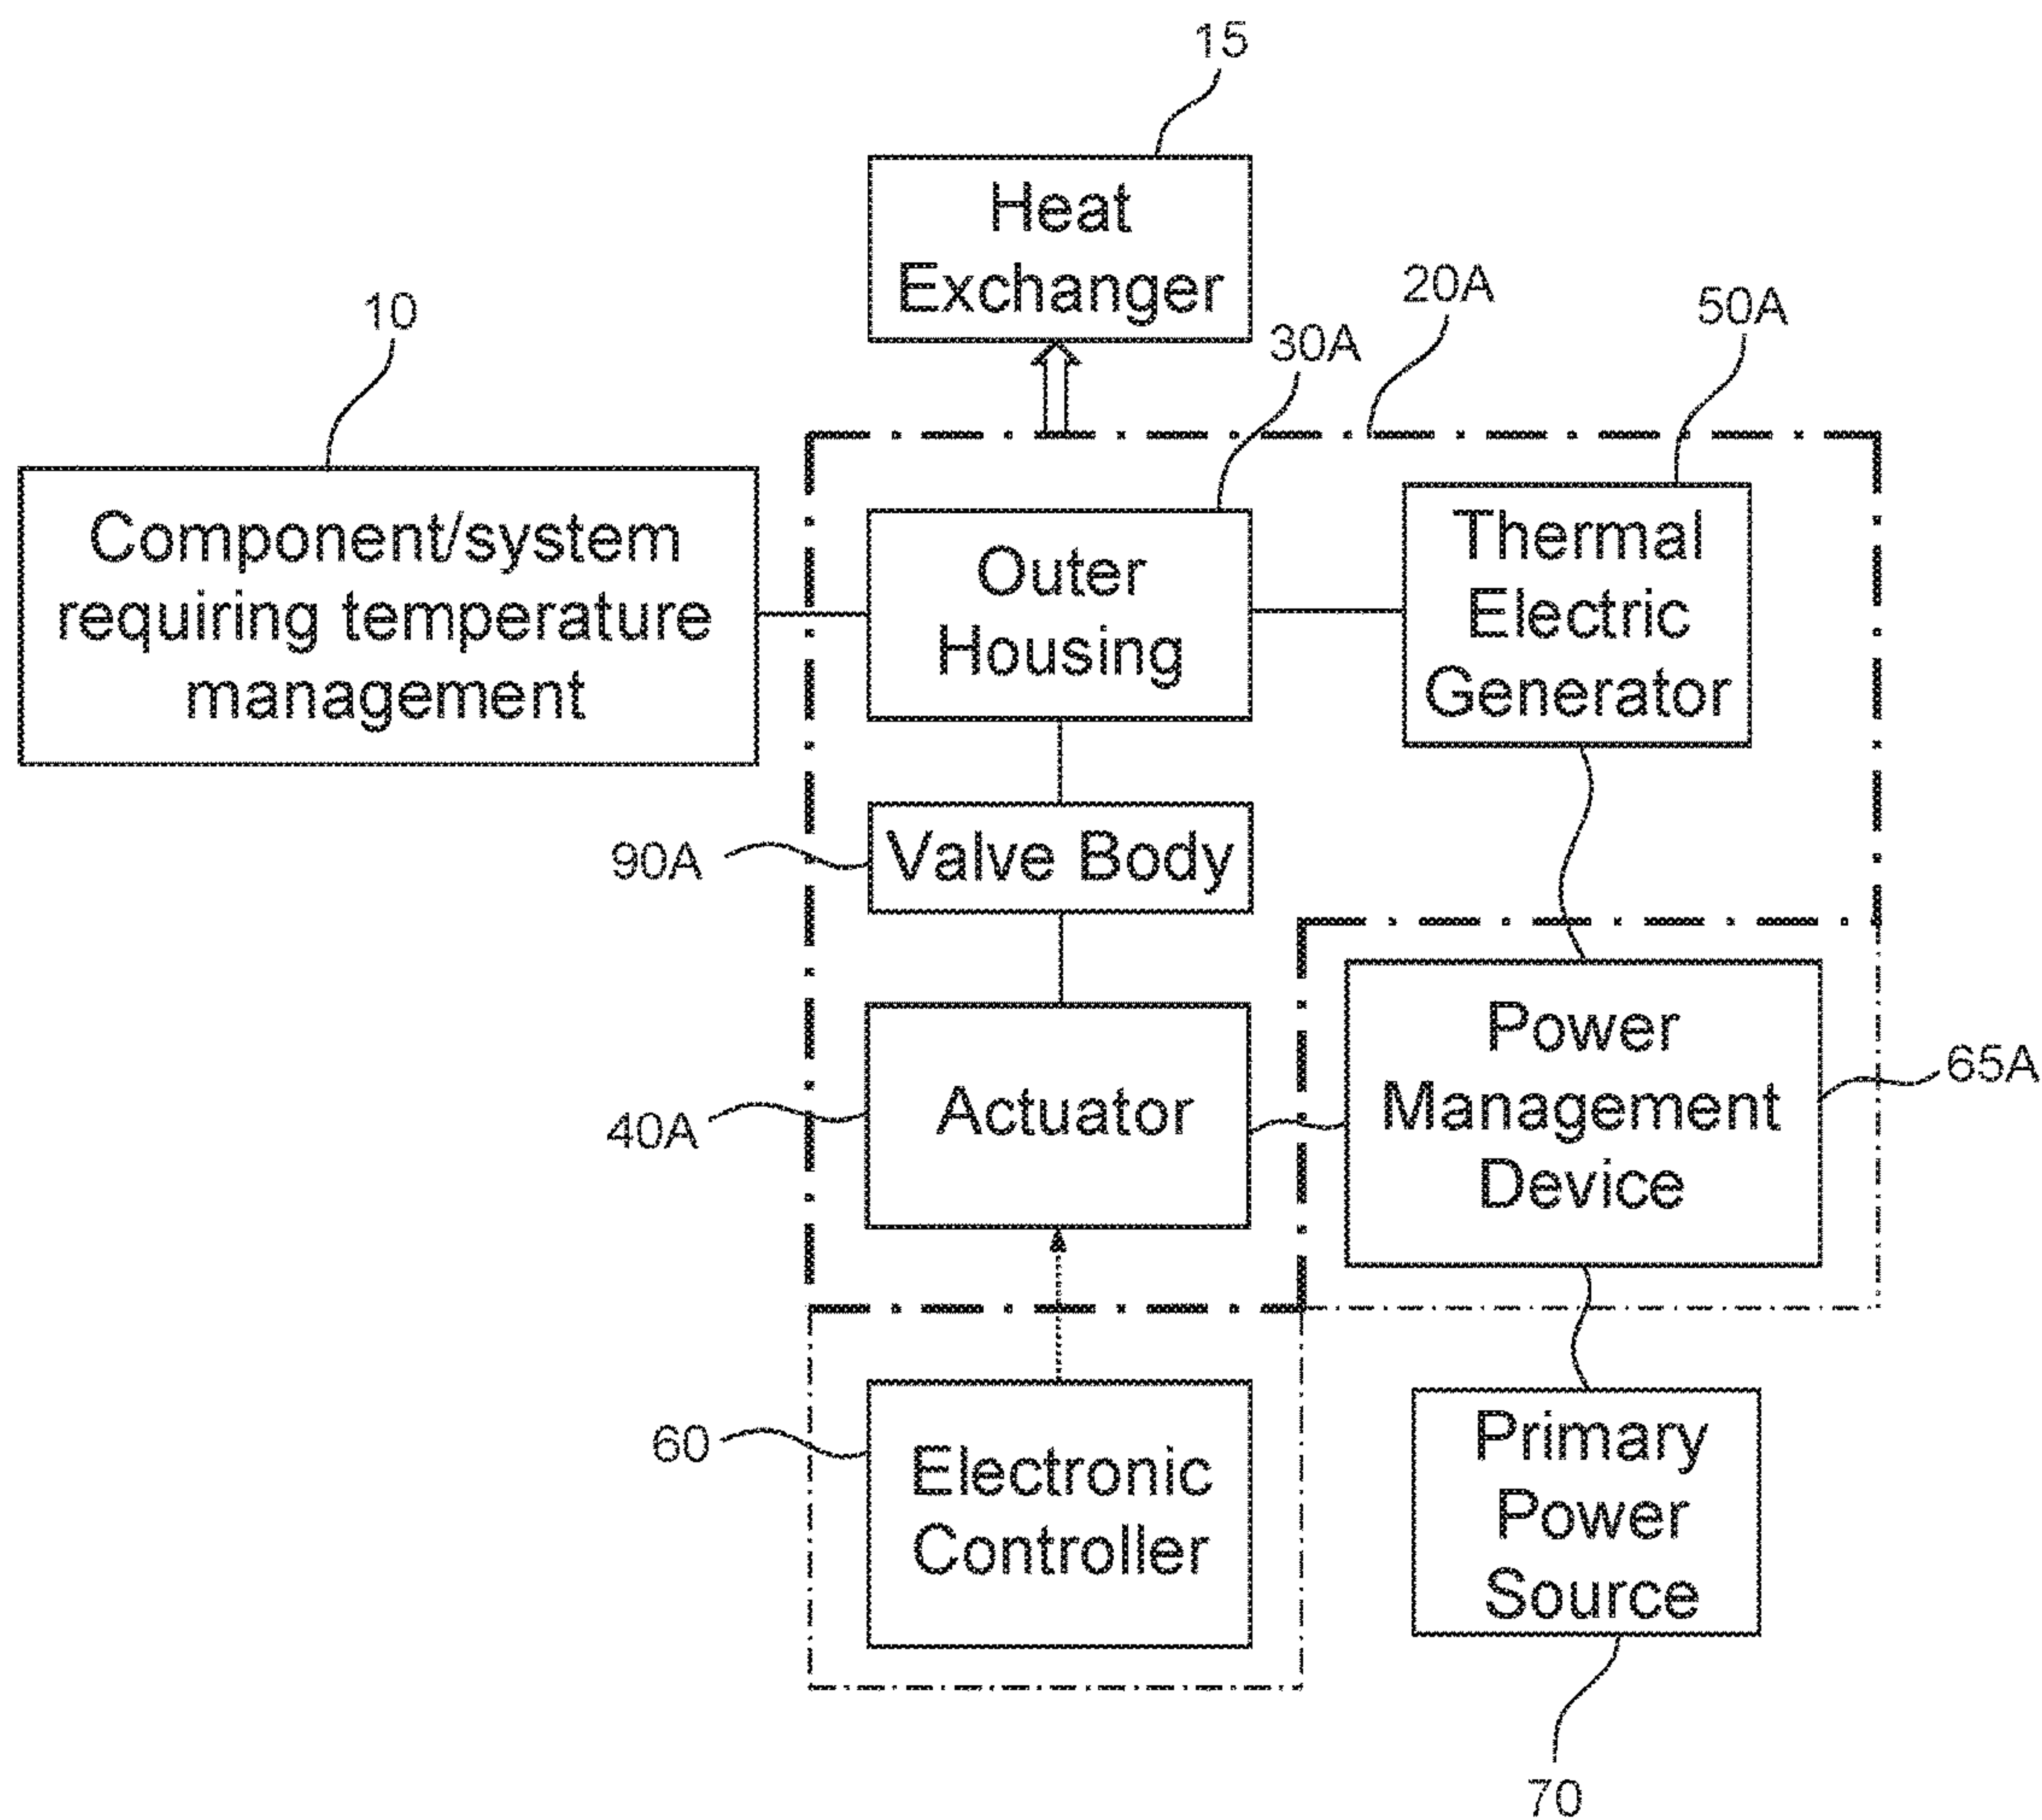 15
Heat
Exchanger
20A
50A
10
30A
Component/system
requiring temperature
management
Outer
Housing
Thermal
Electric
Generator
90A
Valve Body
Power
Management
Device
65A
40A
Actuator
60
Electronic
Controller
Primary
Power
Source
70